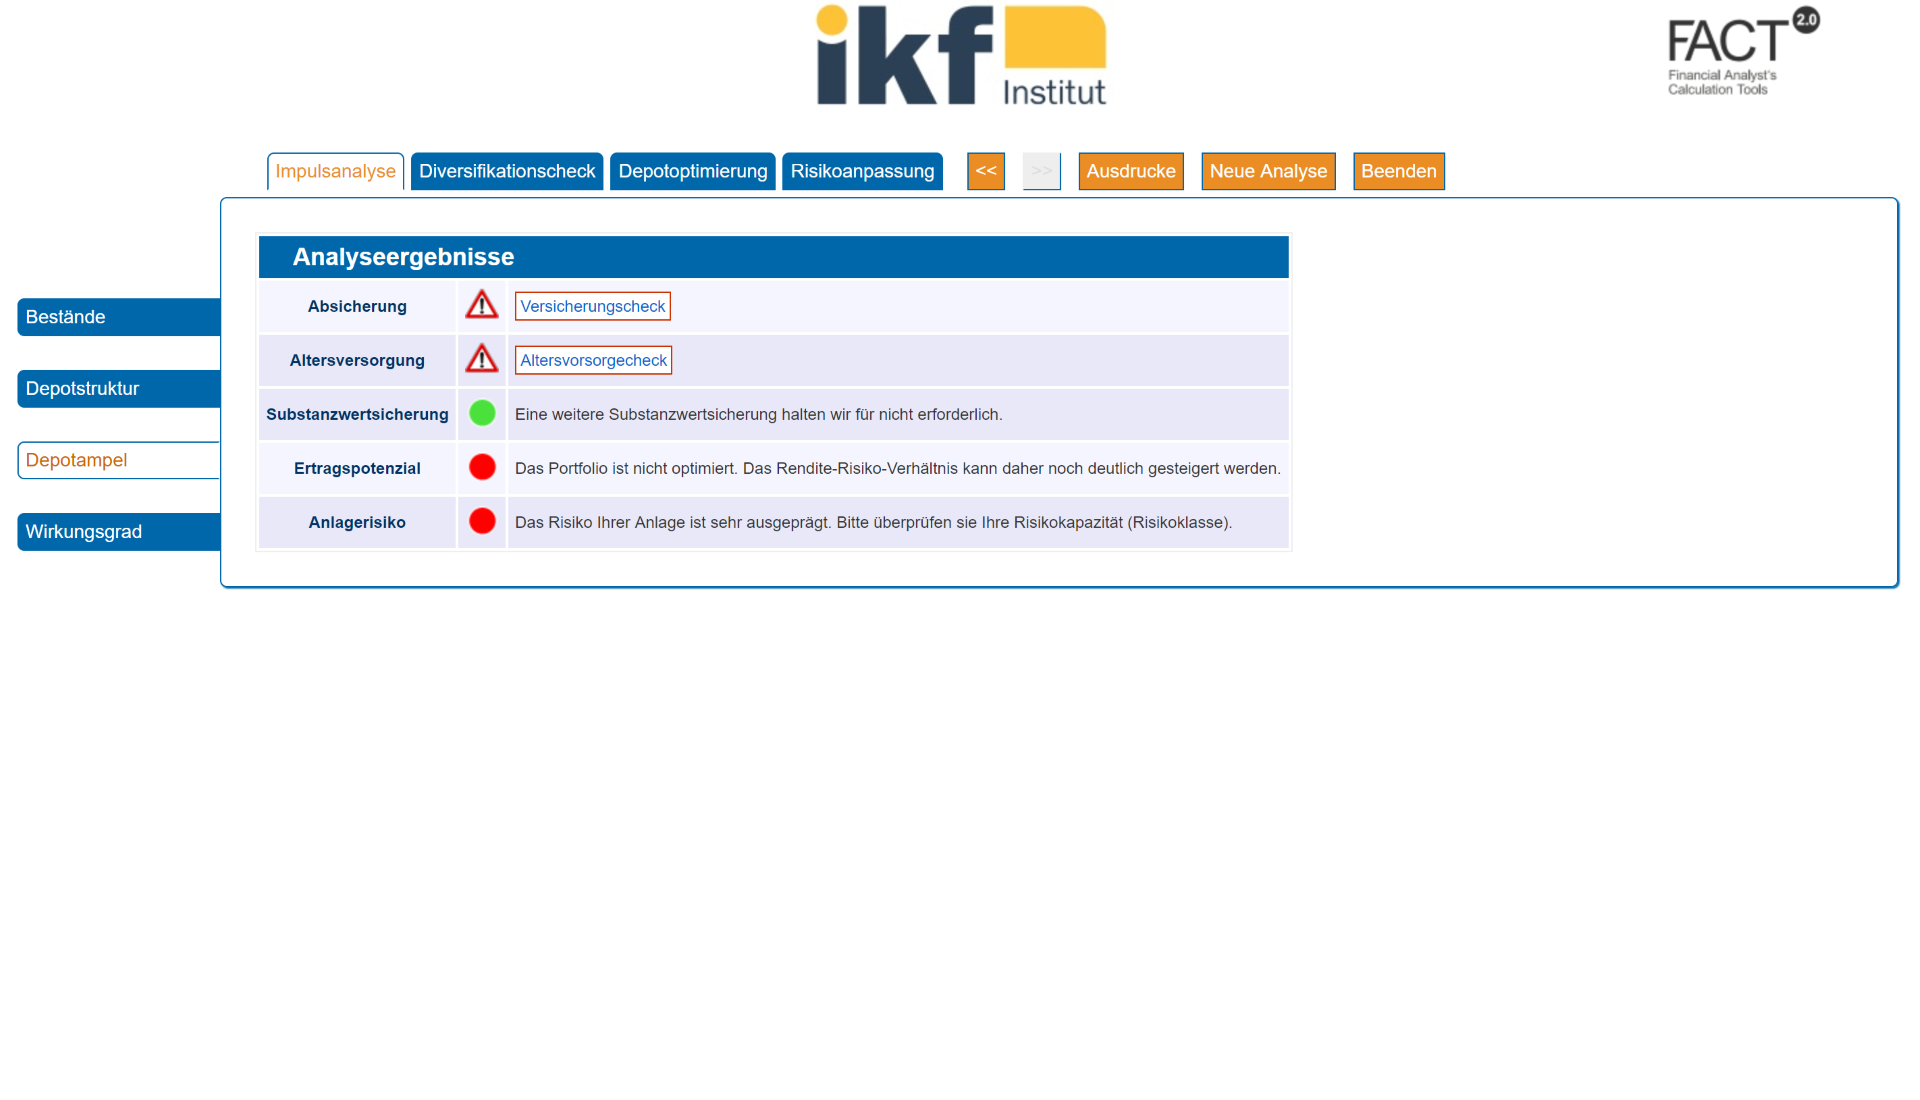 ikf Institut
FACT 2.0
Financial Analyst's
Calculation Tools
Impulsanalyse Diversifikationscheck Depotoptimierung Risikoanpassung << >> Ausdrucke Neue Analyse Beenden
Analyseergebnisse
Absicherung Versicherungscheck
Altersversorgung Altersvorsorgecheck
Substanzwertsicherung Eine weitere Substanzwertsicherung halten wir für nicht erforderlich.
Ertragspotenzial Das Portfolio ist nicht optimiert. Das Rendite-Risiko-Verhältnis kann daher noch deutlich gesteigert werden.
Anlagerisiko Das Risiko Ihrer Anlage ist sehr ausgeprägt. Bitte überprüfen sie Ihre Risikokapazität (Risikoklasse).
Bestände
Depotstruktur
Depotampel
Wirkungsgrad